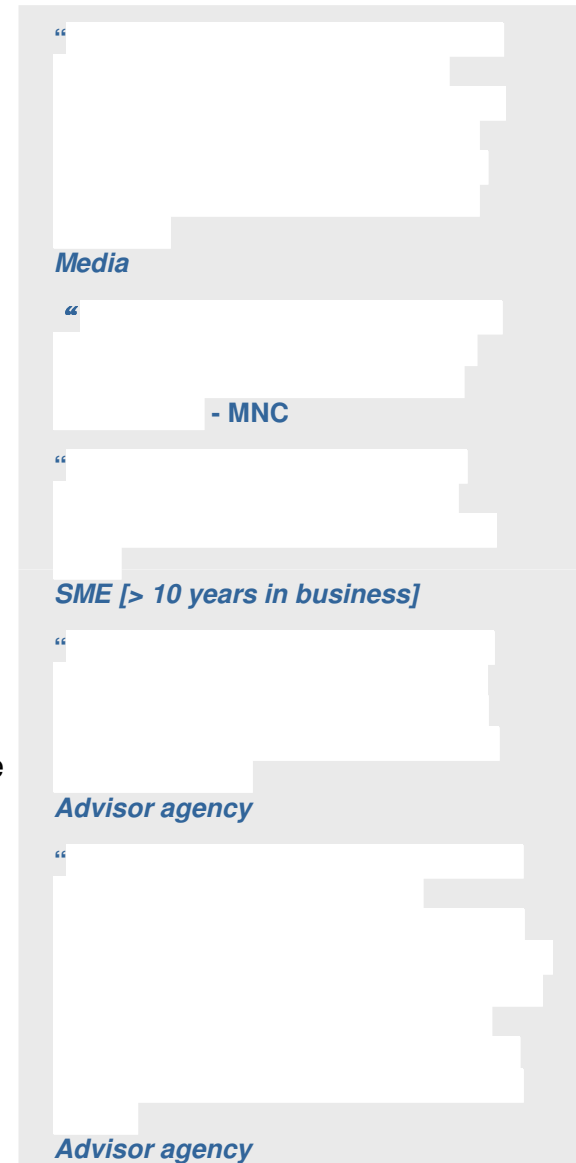 “
Media
“
- MNC
“
SME [> 10 years in business]
“
e
Advisor agency
“
Advisor agency